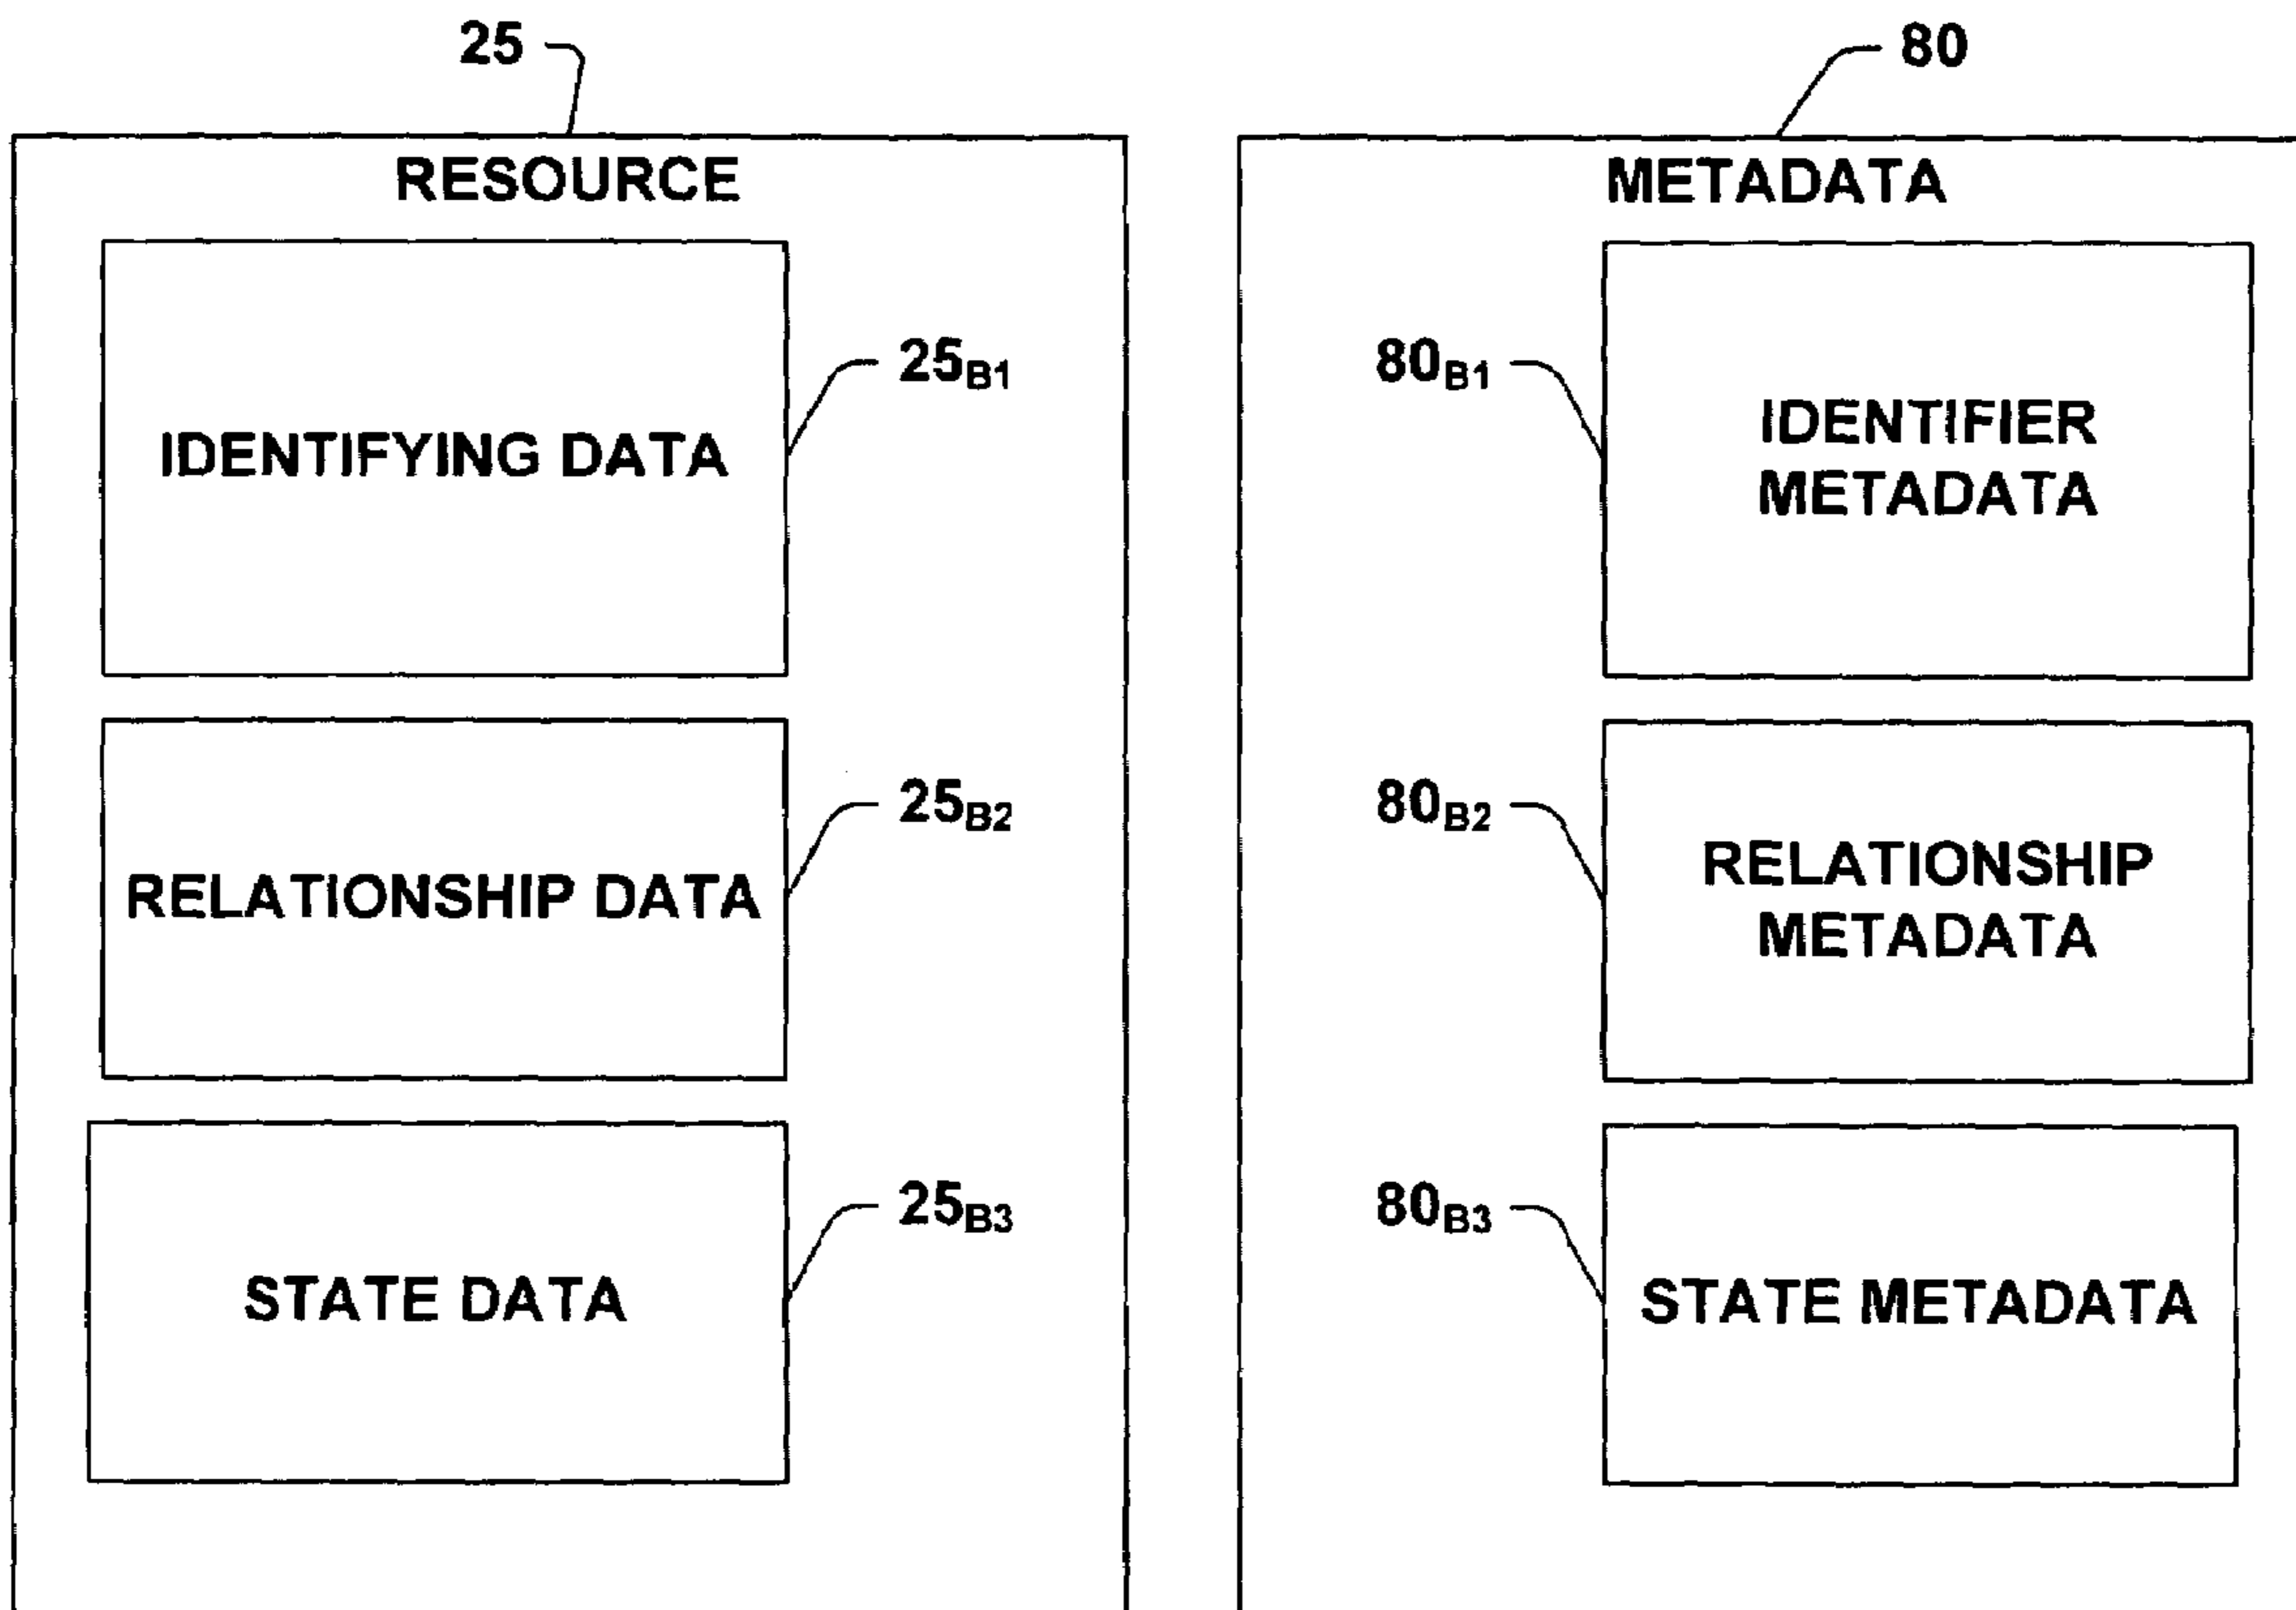 25
RESOURCE
IDENTIFYING DATA
25B1
RELATIONSHIP DATA
25B2
STATE DATA
25B3
80
METADATA
80B1
IDENTIFIER
METADATA
80B2
RELATIONSHIP
METADATA
80B3
STATE METADATA